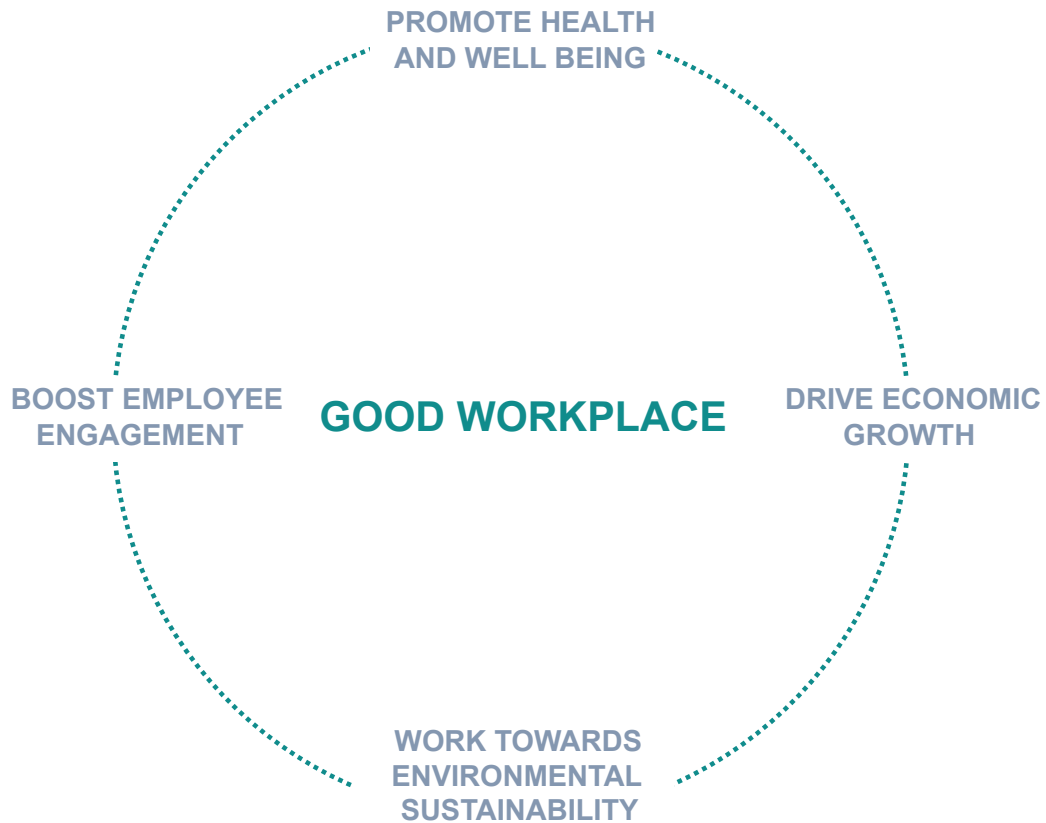 PROMOTE HEALTH
AND WELL BEING
BOOST EMPLOYEE
ENGAGEMENT
GOOD WORKPLACE
DRIVE ECONOMIC
GROWTH
WORK TOWARDS
ENVIRONMENTAL
SUSTAINABILITY